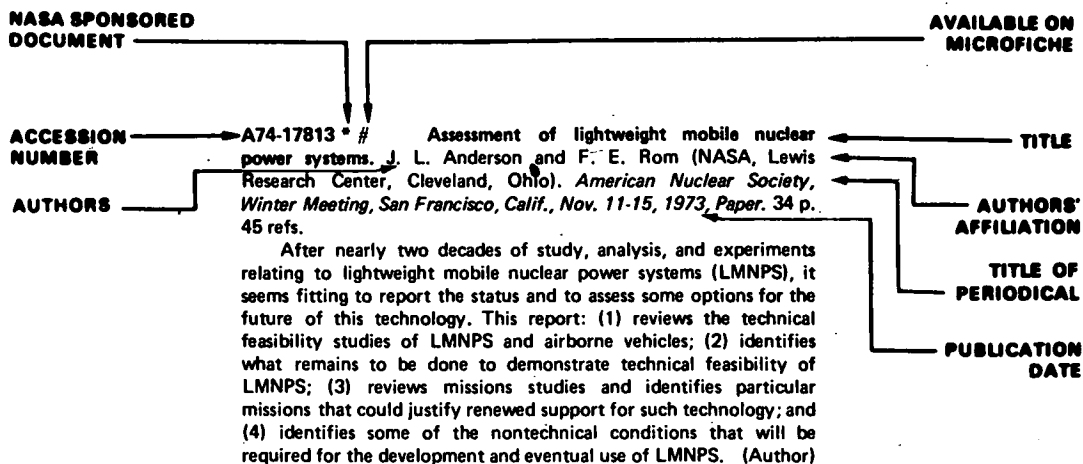 NASA SPONSORED
DOCUMENT
AVAILABLE ON
MICROFICHE
ACCESSION
NUMBER
AUTHORS
A74-17813 * # Assessment of lightweight mobile nuclear
power systems. J. L. Anderson and F. E. Rom (NASA, Lewis
Research Center, Cleveland, Ohio). American Nuclear Society,
Winter Meeting, San Francisco, Calif., Nov. 11-15, 1973, Paper. 34 p.
45 refs.
After nearly two decades of study, analysis, and experiments
relating to lightweight mobile nuclear power systems (LMNPS), it
seems fitting to report the status and to assess some options for the
future of this technology. This report: (1) reviews the technical
feasibility studies of LMNPS and airborne vehicles; (2) identifies
what remains to be done to demonstrate technical feasibility of
LMNPS; (3) reviews missions studies and identifies particular
missions that could justify renewed support for such technology; and
(4) identifies some of the nontechnical conditions that will be
required for the development and eventual use of LMNPS. (Author)
TITLE
AUTHORS'
AFFILIATION
TITLE OF
PERIODICAL
PUBLICATION
DATE